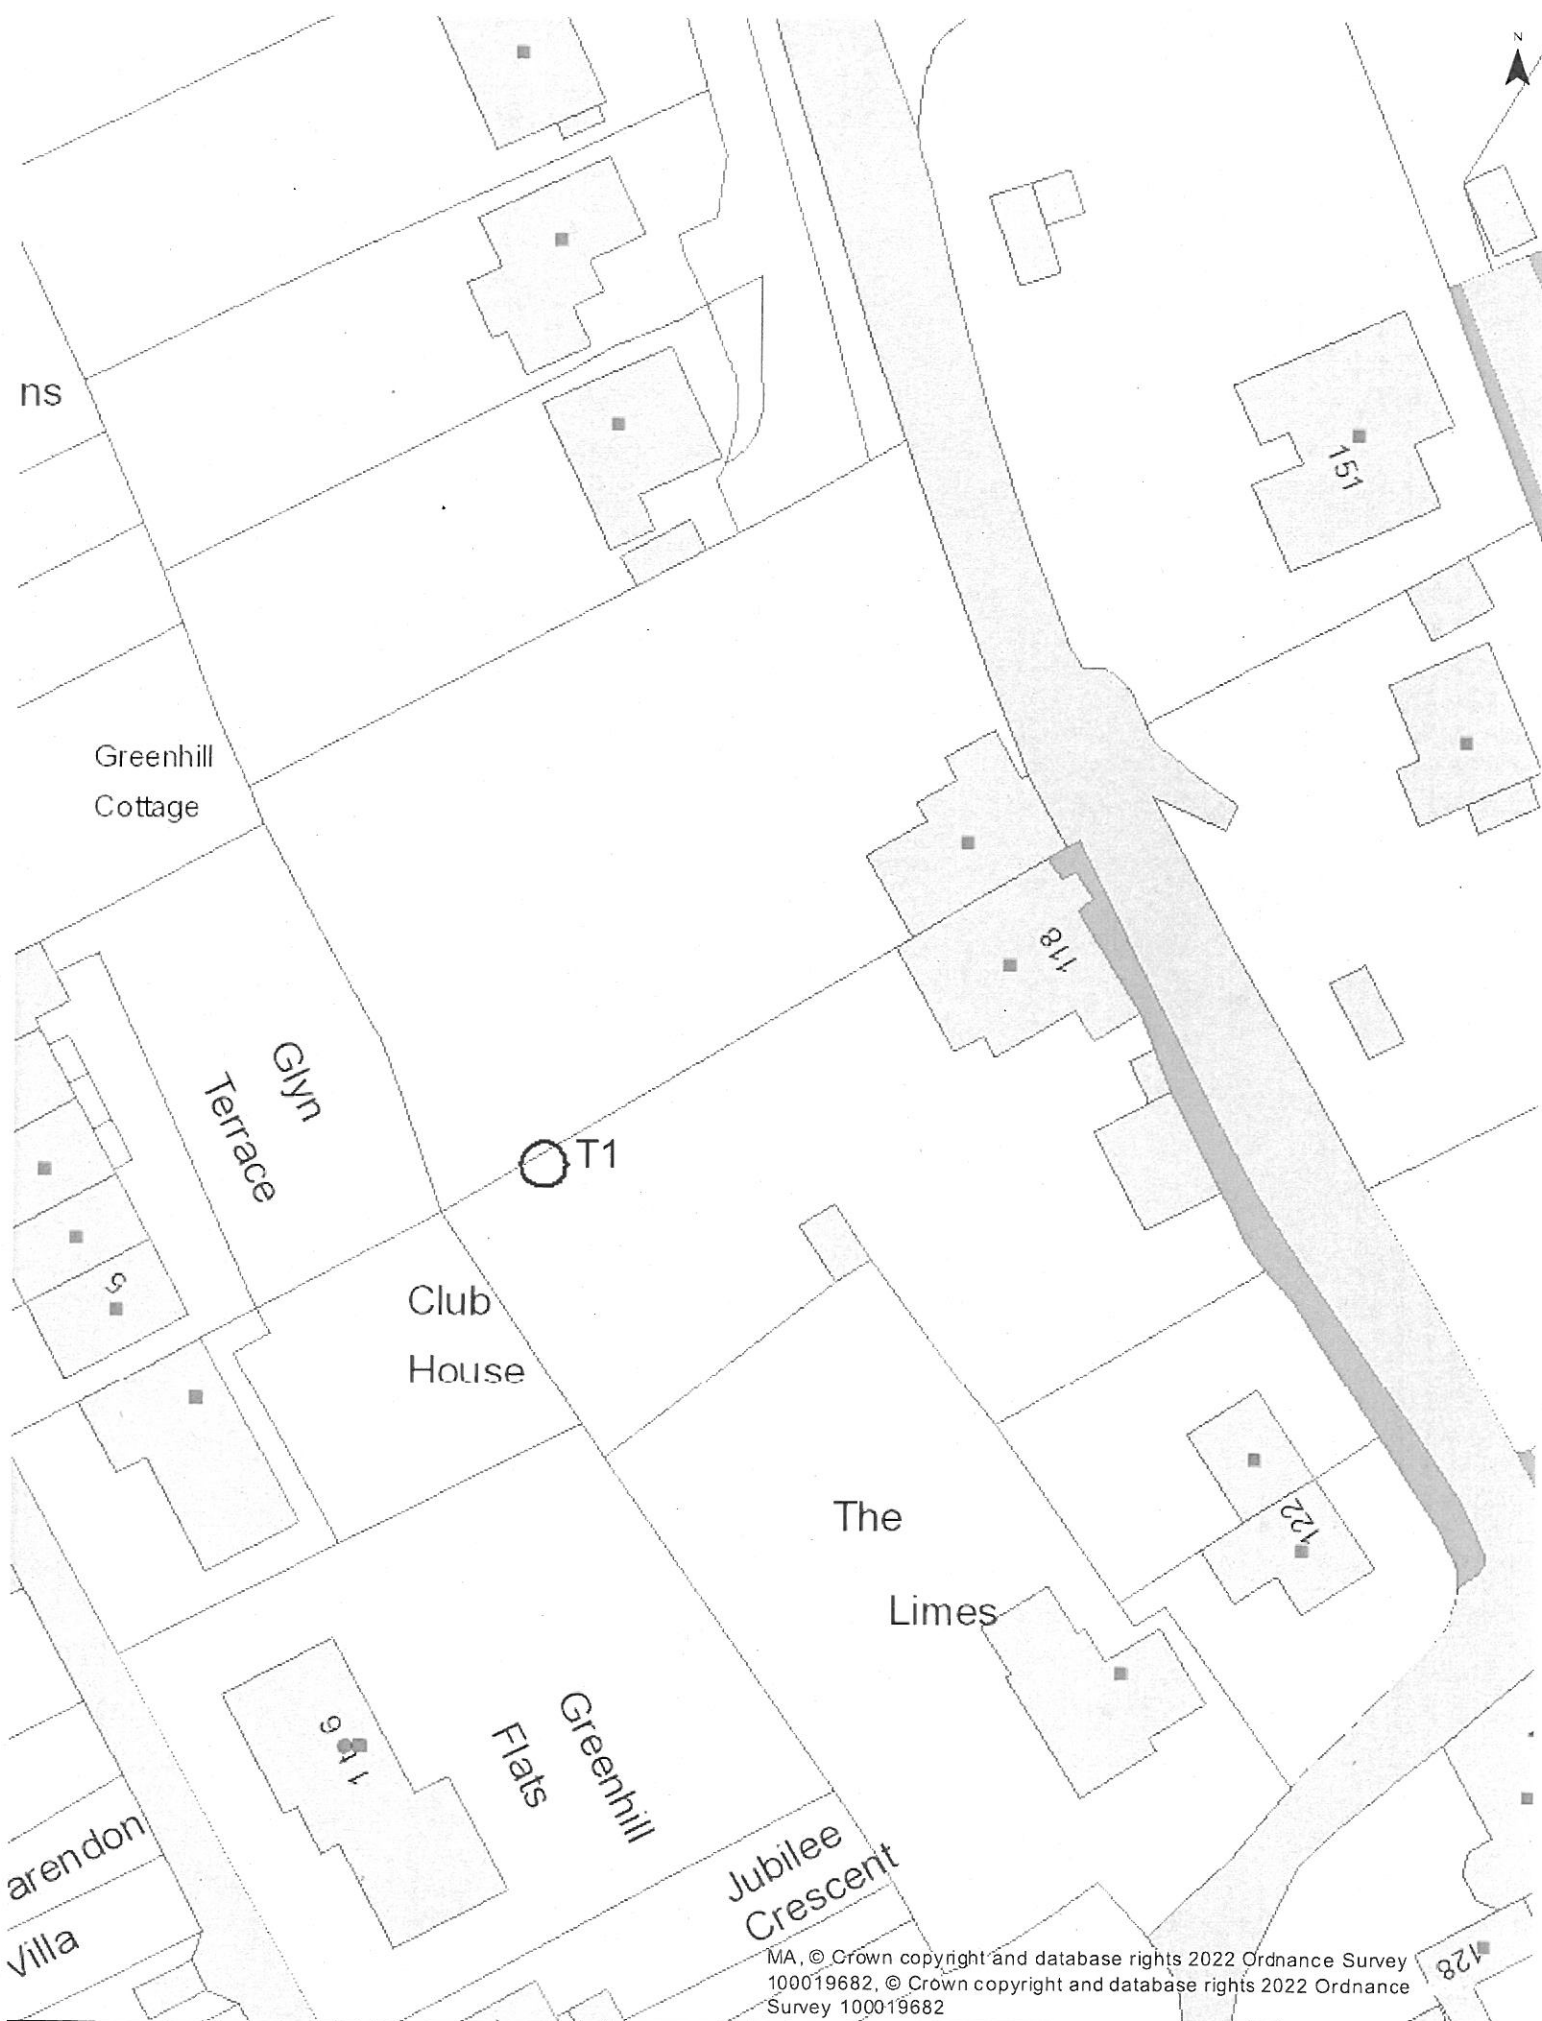 N
ns
151
Greenhill
Cottage
118
Glyn
Terrace
T1
5
Club
House
The
Limes
122
1 to 6
Greenhill
Flats
arendon
Villa
Jubilee
Crescent
MA, © Crown copyright and database rights 2022 Ordnance Survey
100019682, © Crown copyright and database rights 2022 Ordnance
Survey 100019682
128